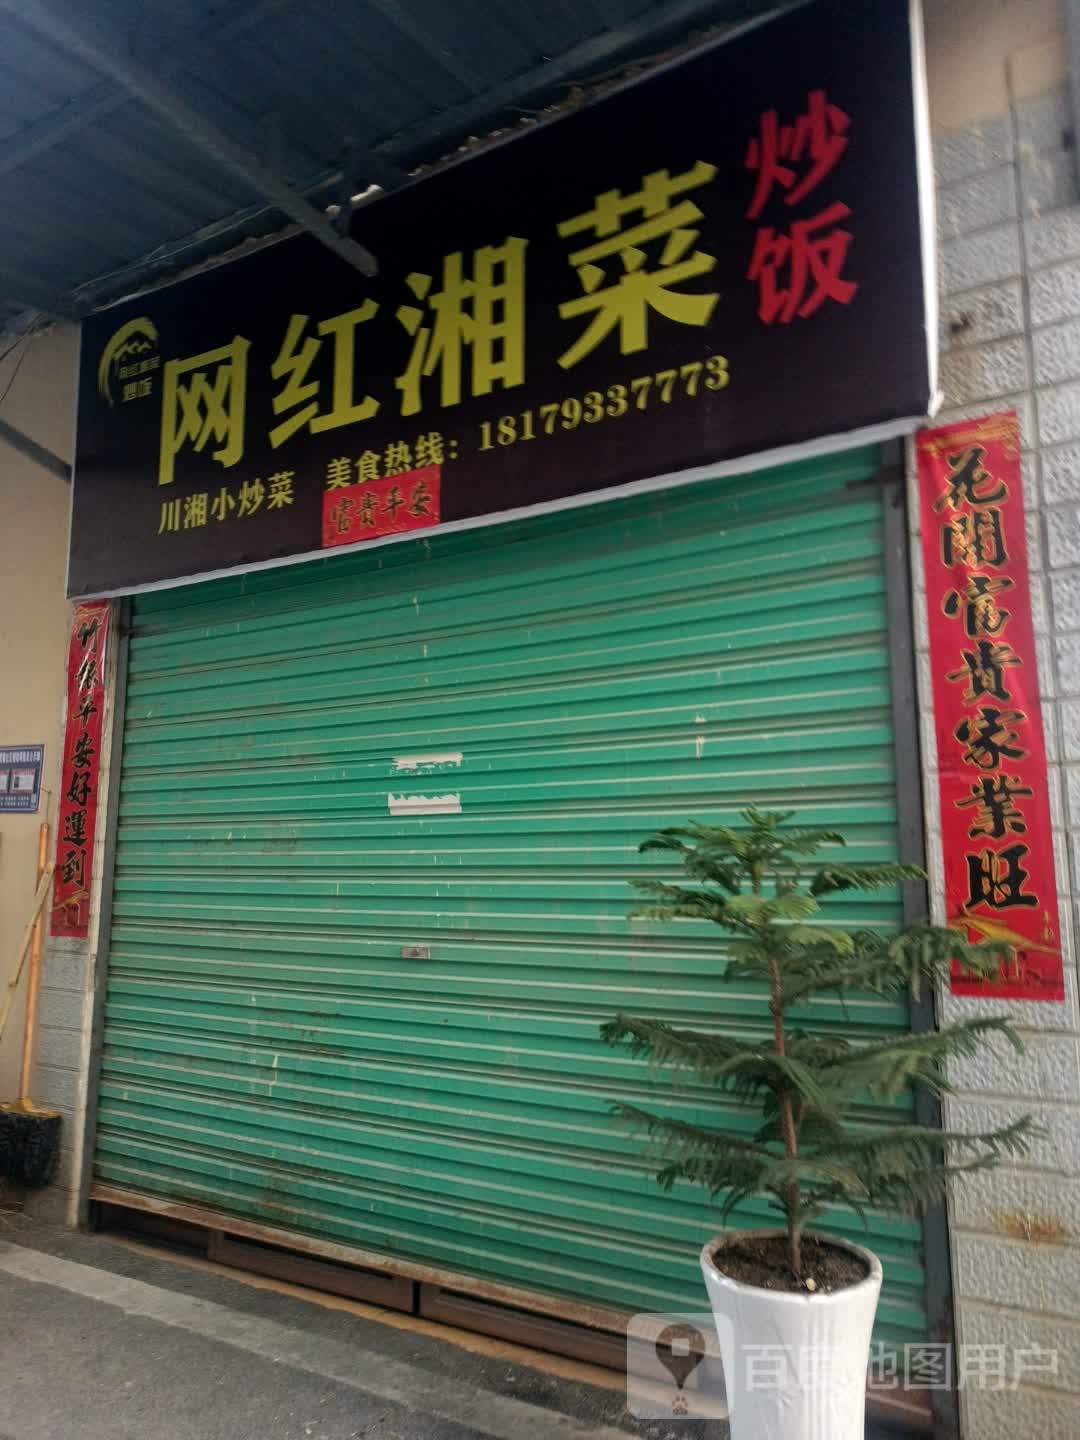 网红湘菜
炒饭
川湘小炒菜 美食热线：18179337773
安平貴富
花開富貴家業旺
竹報平安好運到
百度地图用户